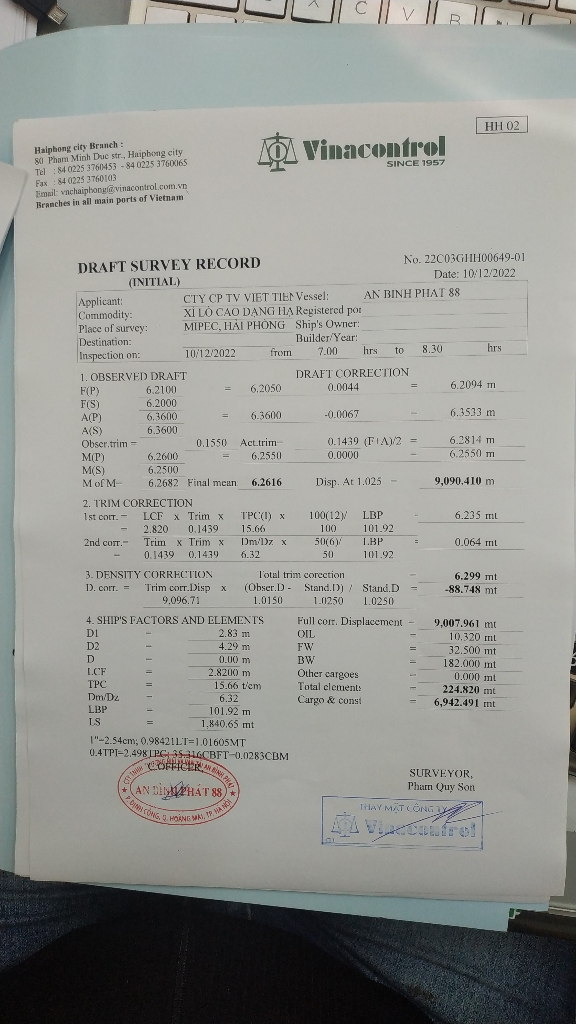 X C V B
HH 02
Haiphong city Branch :
80 Pham Minh Duc str., Haiphong city
Tel : 84 0225 3760453 - 84 0225 3760065
Fax : 84 0225 3760103
Email: vnchaiphong@vinacontrol.com.vn
Branches in all main ports of Vietnam
Vinacontrol
SINCE 1957
DRAFT SURVEY RECORD
(INITIAL)
No. 22C03GHH00649-01
Date: 10/12/2022
Applicant: CTY CP TV VIET TIEN Vessel: AN BINH PHAT 88
Commodity: XỈ LÒ CAO DẠNG HẠ Registered por
Place of survey: MIPEC, HẢI PHÒNG Ship's Owner:
Destination: Builder/Year:
Inspection on: 10/12/2022 from 7.00 hrs to 8.30 hrs
1. OBSERVED DRAFT DRAFT CORRECTION
F(P) 6.2100 = 6.2050 0.0044 = 6.2094 m
F(S) 6.2000
A(P) 6.3600 = 6.3600 -0.0067 = 6.3533 m
A(S) 6.3600
Obser.trim = 0.1550 Act.trim= 0.1439 (F+A)/2 = 6.2814 m
M(P) 6.2600 = 6.2550 0.0000 = 6.2550 m
M(S) 6.2500
M of M= 6.2682 Final mean 6.2616 Disp. At 1.025 = 9,090.410 m
2. TRIM CORRECTION
1st corr. = LCF x Trim x TPC(I) x 100(12)/ LBP = 6.235 mt
= 2.820 0.1439 15.66 100 101.92
2nd corr.= Trim x Trim x Dm/Dz x 50(6)/ LBP = 0.064 mt
= 0.1439 0.1439 6.32 50 101.92
3. DENSITY CORRECTION Total trim corection = 6.299 mt
D. corr. = Trim corr.Disp x (Obser.D - Stand.D) / Stand.D = -88.748 mt
9,096.71 1.0150 1.0250 1.0250
4. SHIP'S FACTORS AND ELEMENTS Full corr. Displacement = 9,007.961 mt
D1 = 2.83 m OIL = 10.320 mt
D2 = 4.29 m FW = 32.500 mt
D = 0.00 m BW = 182.000 mt
LCF = 2.8200 m Other cargoes = 0.000 mt
TPC = 15.66 t/cm Total elements = 224.820 mt
Dm/Dz = 6.32 Cargo & const = 6,942.491 mt
LBP = 101.92 m
LS = 1,840.65 mt
1"=2.54cm; 0.98421LT=1.01605MT
0.4TPI=2.498TPC; 35.316CBFT=0.0283CBM
C.OFFICER
AN BÌNH PHÁT 88
Q. HOÀNG MAI, TP. HÀ NỘI
SURVEYOR,
Pham Quy Son
THAY MẶT CÔNG TY
Vinacontrol